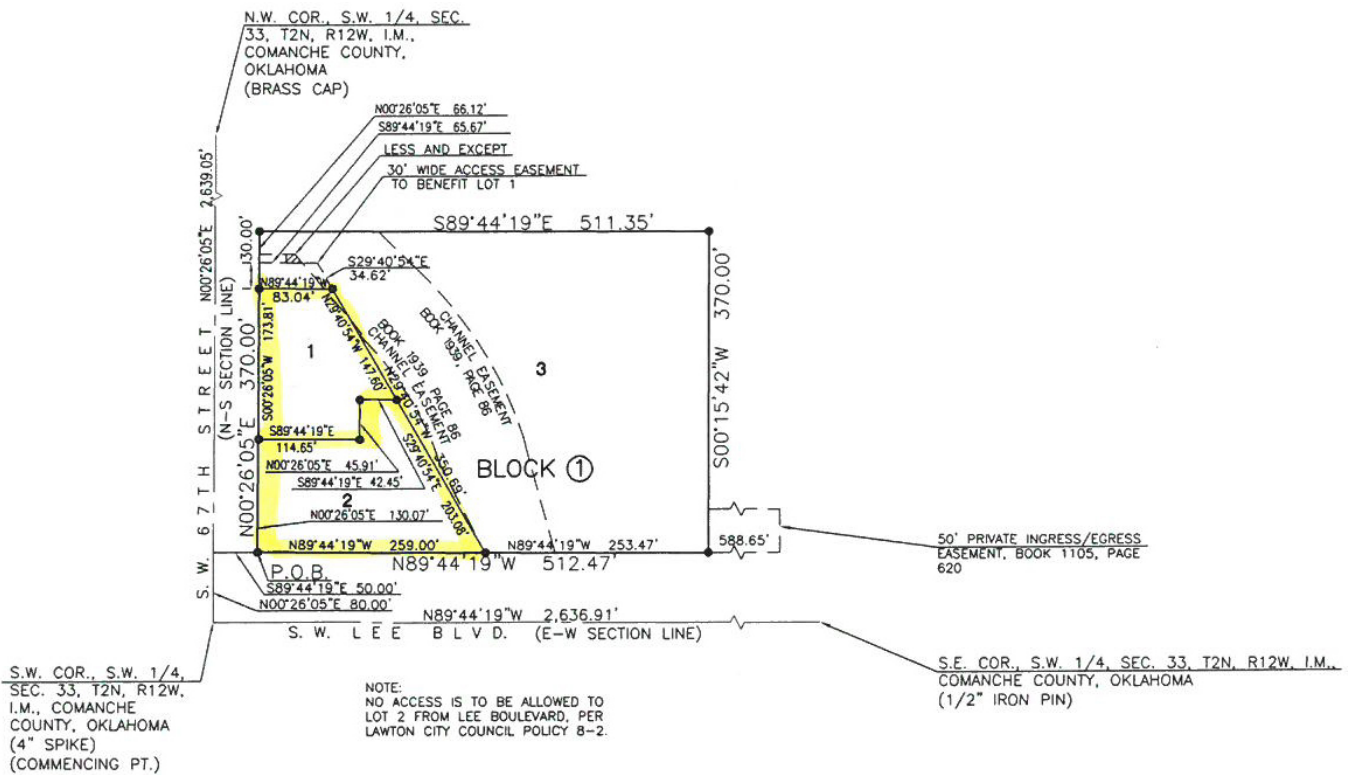 N.W. COR., S.W. 1/4, SEC.
33, T2N, R12W, I.M.,
COMANCHE COUNTY,
OKLAHOMA
(BRASS CAP)
N00°26'05"E 66.12'
S89°44'19"E 65.67'
LESS AND EXCEPT
30' WIDE ACCESS EASEMENT
TO BENEFIT LOT 1
N00°26'05"E 2,639.05'
S89°44'19"E 511.35'
30.00'
S29°40'54"E
34.62'
N89°44'19"W
83.04'
S00°26'05"W 173.81'
N00°26'05"E 370.00'
1
N29°40'54"W 147.60'
BOOK 1939, PAGE 86
CHANNEL EASEMENT
N29°40'54"W 350.69'
CHANNEL EASEMENT
BOOK 1939, PAGE 86
3
S00°15'42"W 370.00'
S.W. 67TH STREET
(N-S SECTION LINE)
S89°44'19"E
114.65'
N00°26'05"E 45.91'
S89°44'19"E 42.45'
S29°40'54"E 203.08'
BLOCK 1
2
N00°26'05"E 130.07'
N89°44'19"W 259.00'
N89°44'19"W 253.47'
588.65'
N89°44'19"W 512.47'
50' PRIVATE INGRESS/EGRESS
EASEMENT, BOOK 1105, PAGE
620
P.O.B.
S89°44'19"E 50.00'
N00°26'05"E 80.00'
N89°44'19"W 2,636.91'
S.W. LEE BLVD. (E-W SECTION LINE)
S.W. COR., S.W. 1/4,
SEC. 33, T2N, R12W,
I.M., COMANCHE
COUNTY, OKLAHOMA
(4" SPIKE)
(COMMENCING PT.)
NOTE:
NO ACCESS IS TO BE ALLOWED TO
LOT 2 FROM LEE BOULEVARD, PER
LAWTON CITY COUNCIL POLICY 8-2.
S.E. COR., S.W. 1/4, SEC. 33, T2N, R12W, I.M.,
COMANCHE COUNTY, OKLAHOMA
(1/2" IRON PIN)